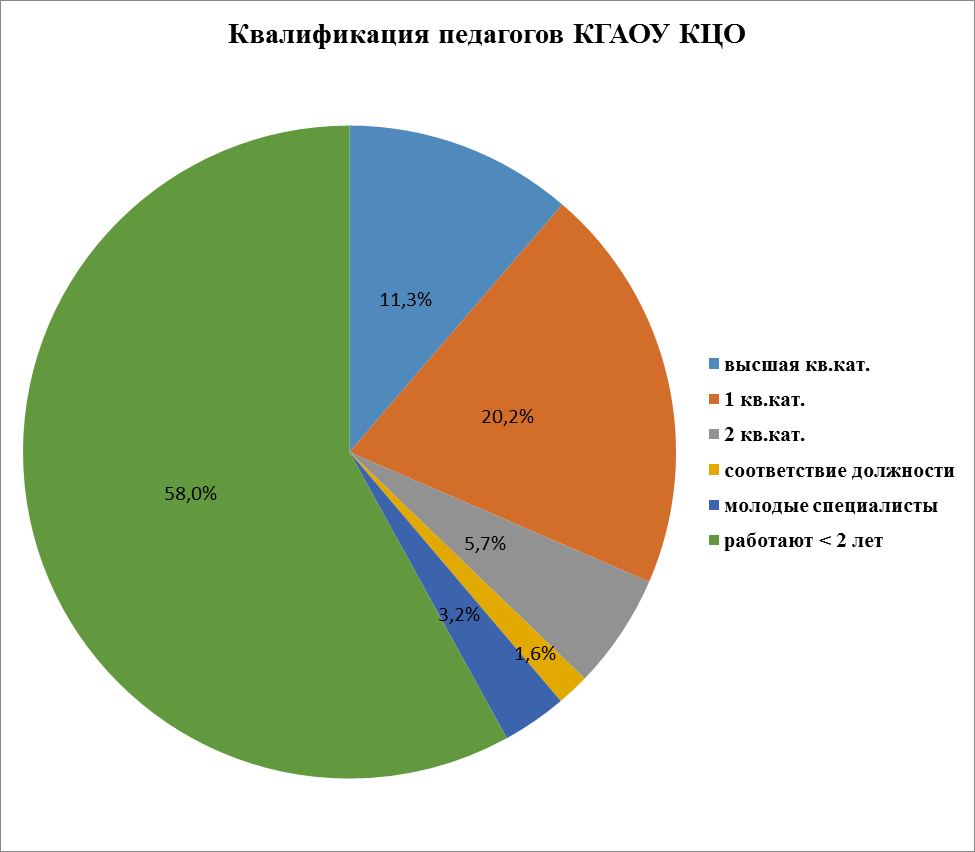 Квалификация педагогов КГАОУ КЦО
11,3%
20,2%
58,0%
5,7%
3,2%
1,6%
высшая кв.кат.
1 кв.кат.
2 кв.кат.
соответствие должности
молодые специалисты
работают < 2 лет